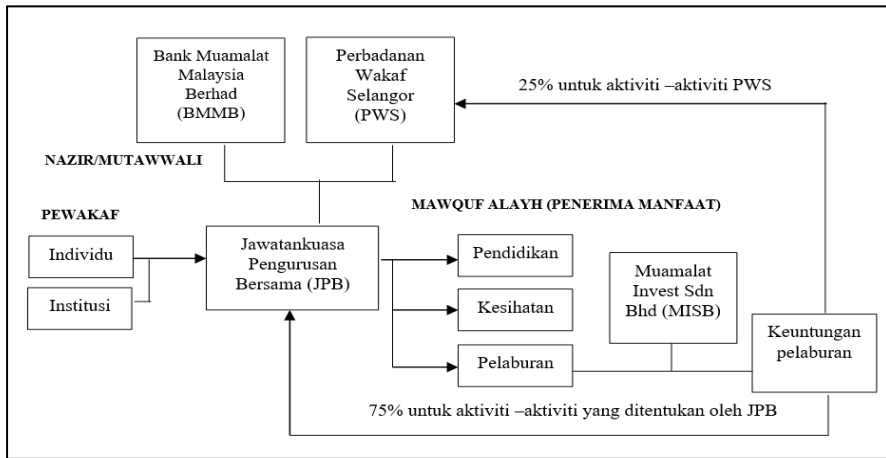 Bank Muamalat
Malaysia
Berhad
(BMMB)
Perbadanan
Wakaf
Selangor
(PWS)
25% untuk aktiviti –aktiviti PWS
NAZIR/MUTAWWALI
PEWAKAF
MAWQUF ALAYH (PENERIMA MANFAAT)
Individu
Institusi
Jawatankuasa
Pengurusan
Bersama (JPB)
Pendidikan
Kesihatan
Pelaburan
Muamalat
Invest Sdn
Bhd (MISB)
Keuntungan
pelaburan
75% untuk aktiviti –aktiviti yang ditentukan oleh JPB